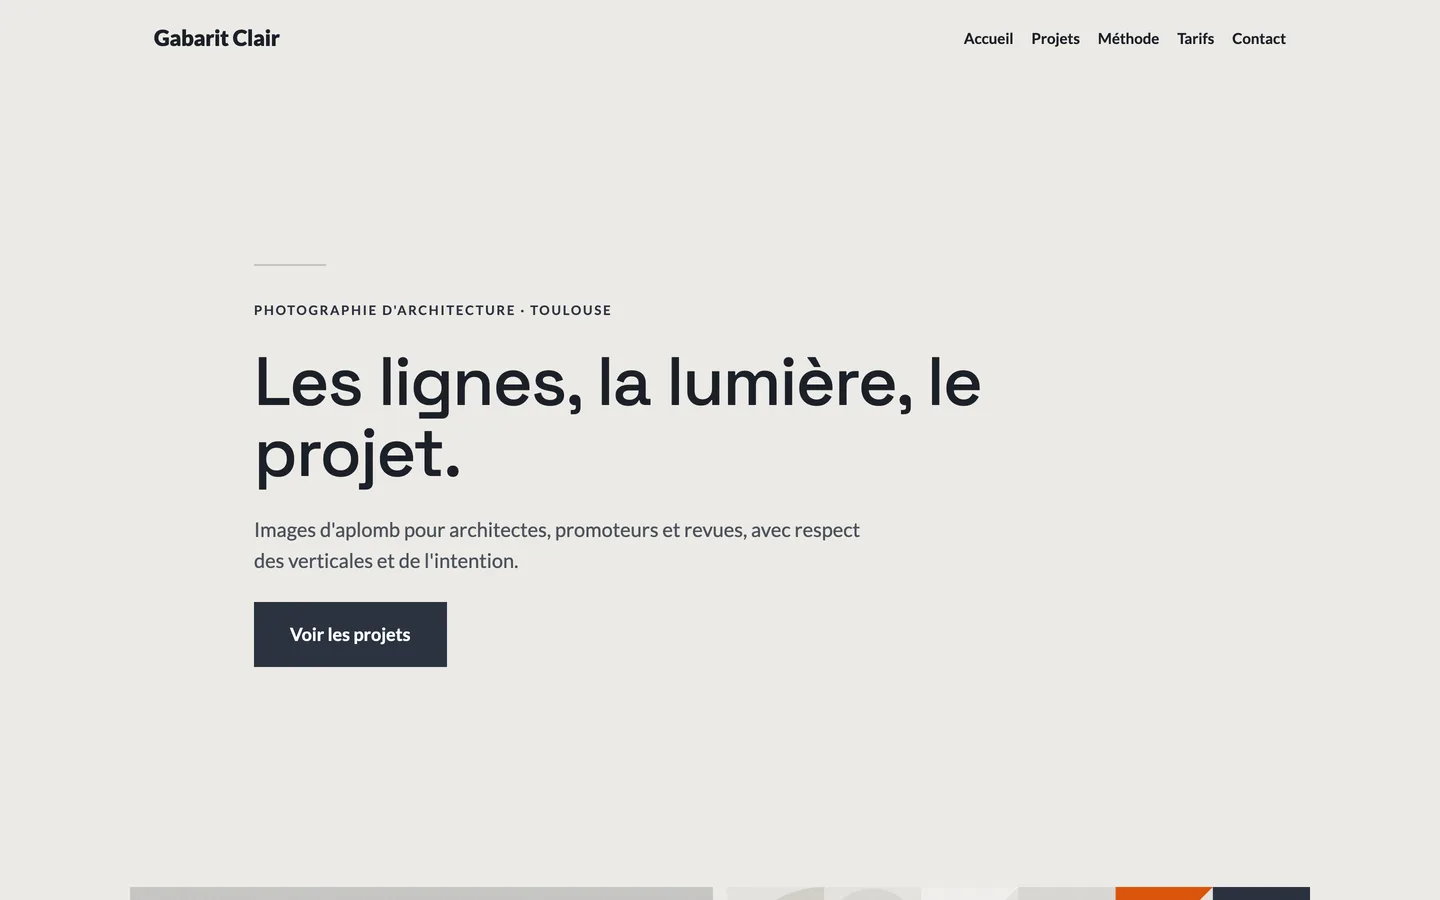 Gabarit Clair
Accueil Projets Méthode Tarifs Contact
PHOTOGRAPHIE D'ARCHITECTURE · TOULOUSE
Les lignes, la lumière, le
projet.
Images d'aplomb pour architectes, promoteurs et revues, avec respect
des verticales et de l'intention.
Voir les projets